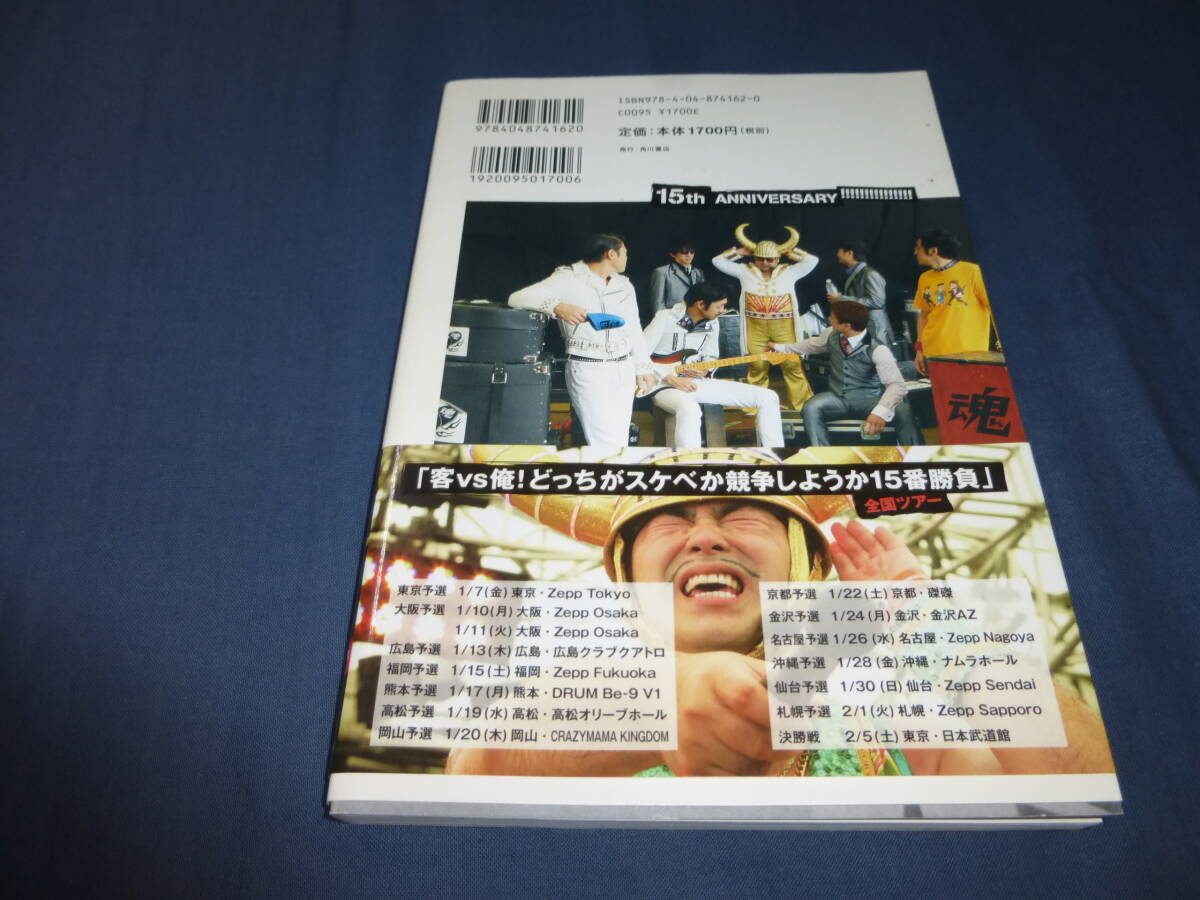 ISBN978-4-04-874162-0
C0095 ¥1700E
定価:本体1700円(税別)
発行:角川書店
9784048741620
1920095017006
15th ANNIVERSARY!!!!!!!!!!!!!!!
魂
「客vs俺!どっちがスケベか競争しようか15番勝負」
全国ツアー
東京予選 1/7(金) 東京・Zepp Tokyo
大阪予選 1/10(月) 大阪・Zepp Osaka
1/11(火) 大阪・Zepp Osaka
広島予選 1/13(木) 広島・広島クラブクアトロ
福岡予選 1/15(土) 福岡・Zepp Fukuoka
熊本予選 1/17(月) 熊本・DRUM Be-9 V1
高松予選 1/19(水) 高松・高松オリーブホール
岡山予選 1/20(木) 岡山・CRAZYMAMA KINGDOM
京都予選 1/22(土) 京都・磔磔
金沢予選 1/24(月) 金沢・金沢AZ
名古屋予選 1/26(水) 名古屋・Zepp Nagoya
沖縄予選 1/28(金) 沖縄・ナムラホール
仙台予選 1/30(日) 仙台・Zepp Sendai
札幌予選 2/1(火) 札幌・Zepp Sapporo
決勝戦 2/5(土) 東京・日本武道館